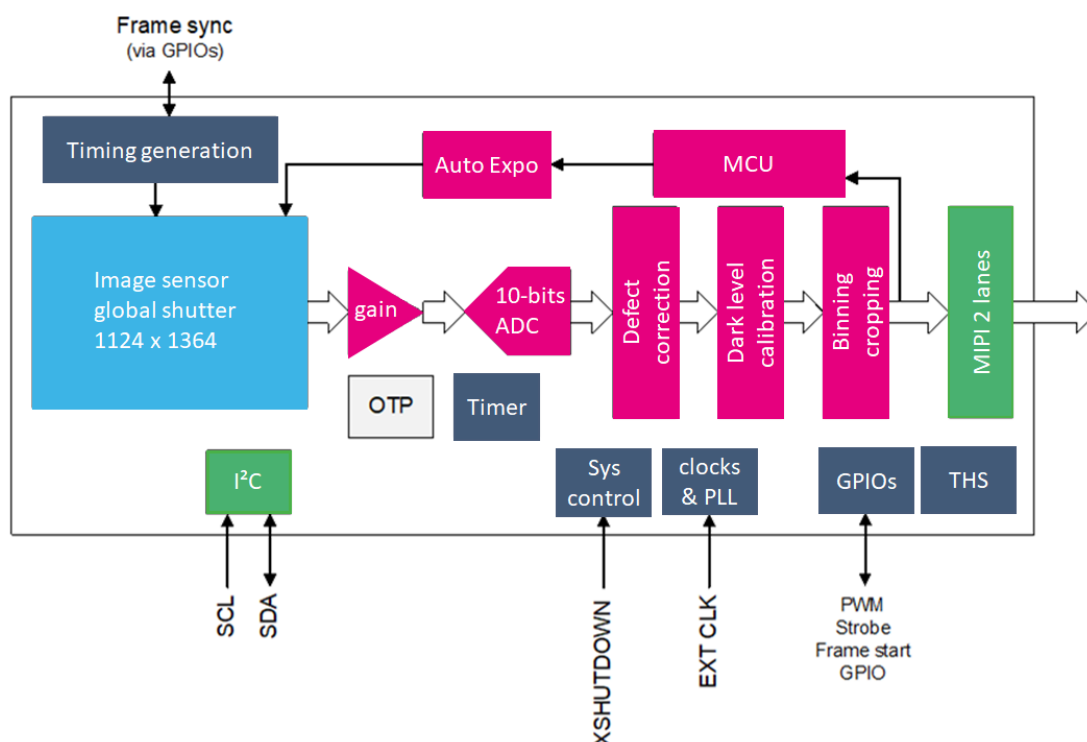 Frame sync
(via GPIOs)
Timing generation
Auto Expo
MCU
Image sensor
global shutter
1124 x 1364
gain
10-bits
ADC
Defect
correction
Dark level
calibration
Binning
cropping
MIPI 2 lanes
OTP
Timer
I²C
Sys
control
clocks
& PLL
GPIOs
THS
SCL
SDA
XSHUTDOWN
EXT CLK
PWM
Strobe
Frame start
GPIO